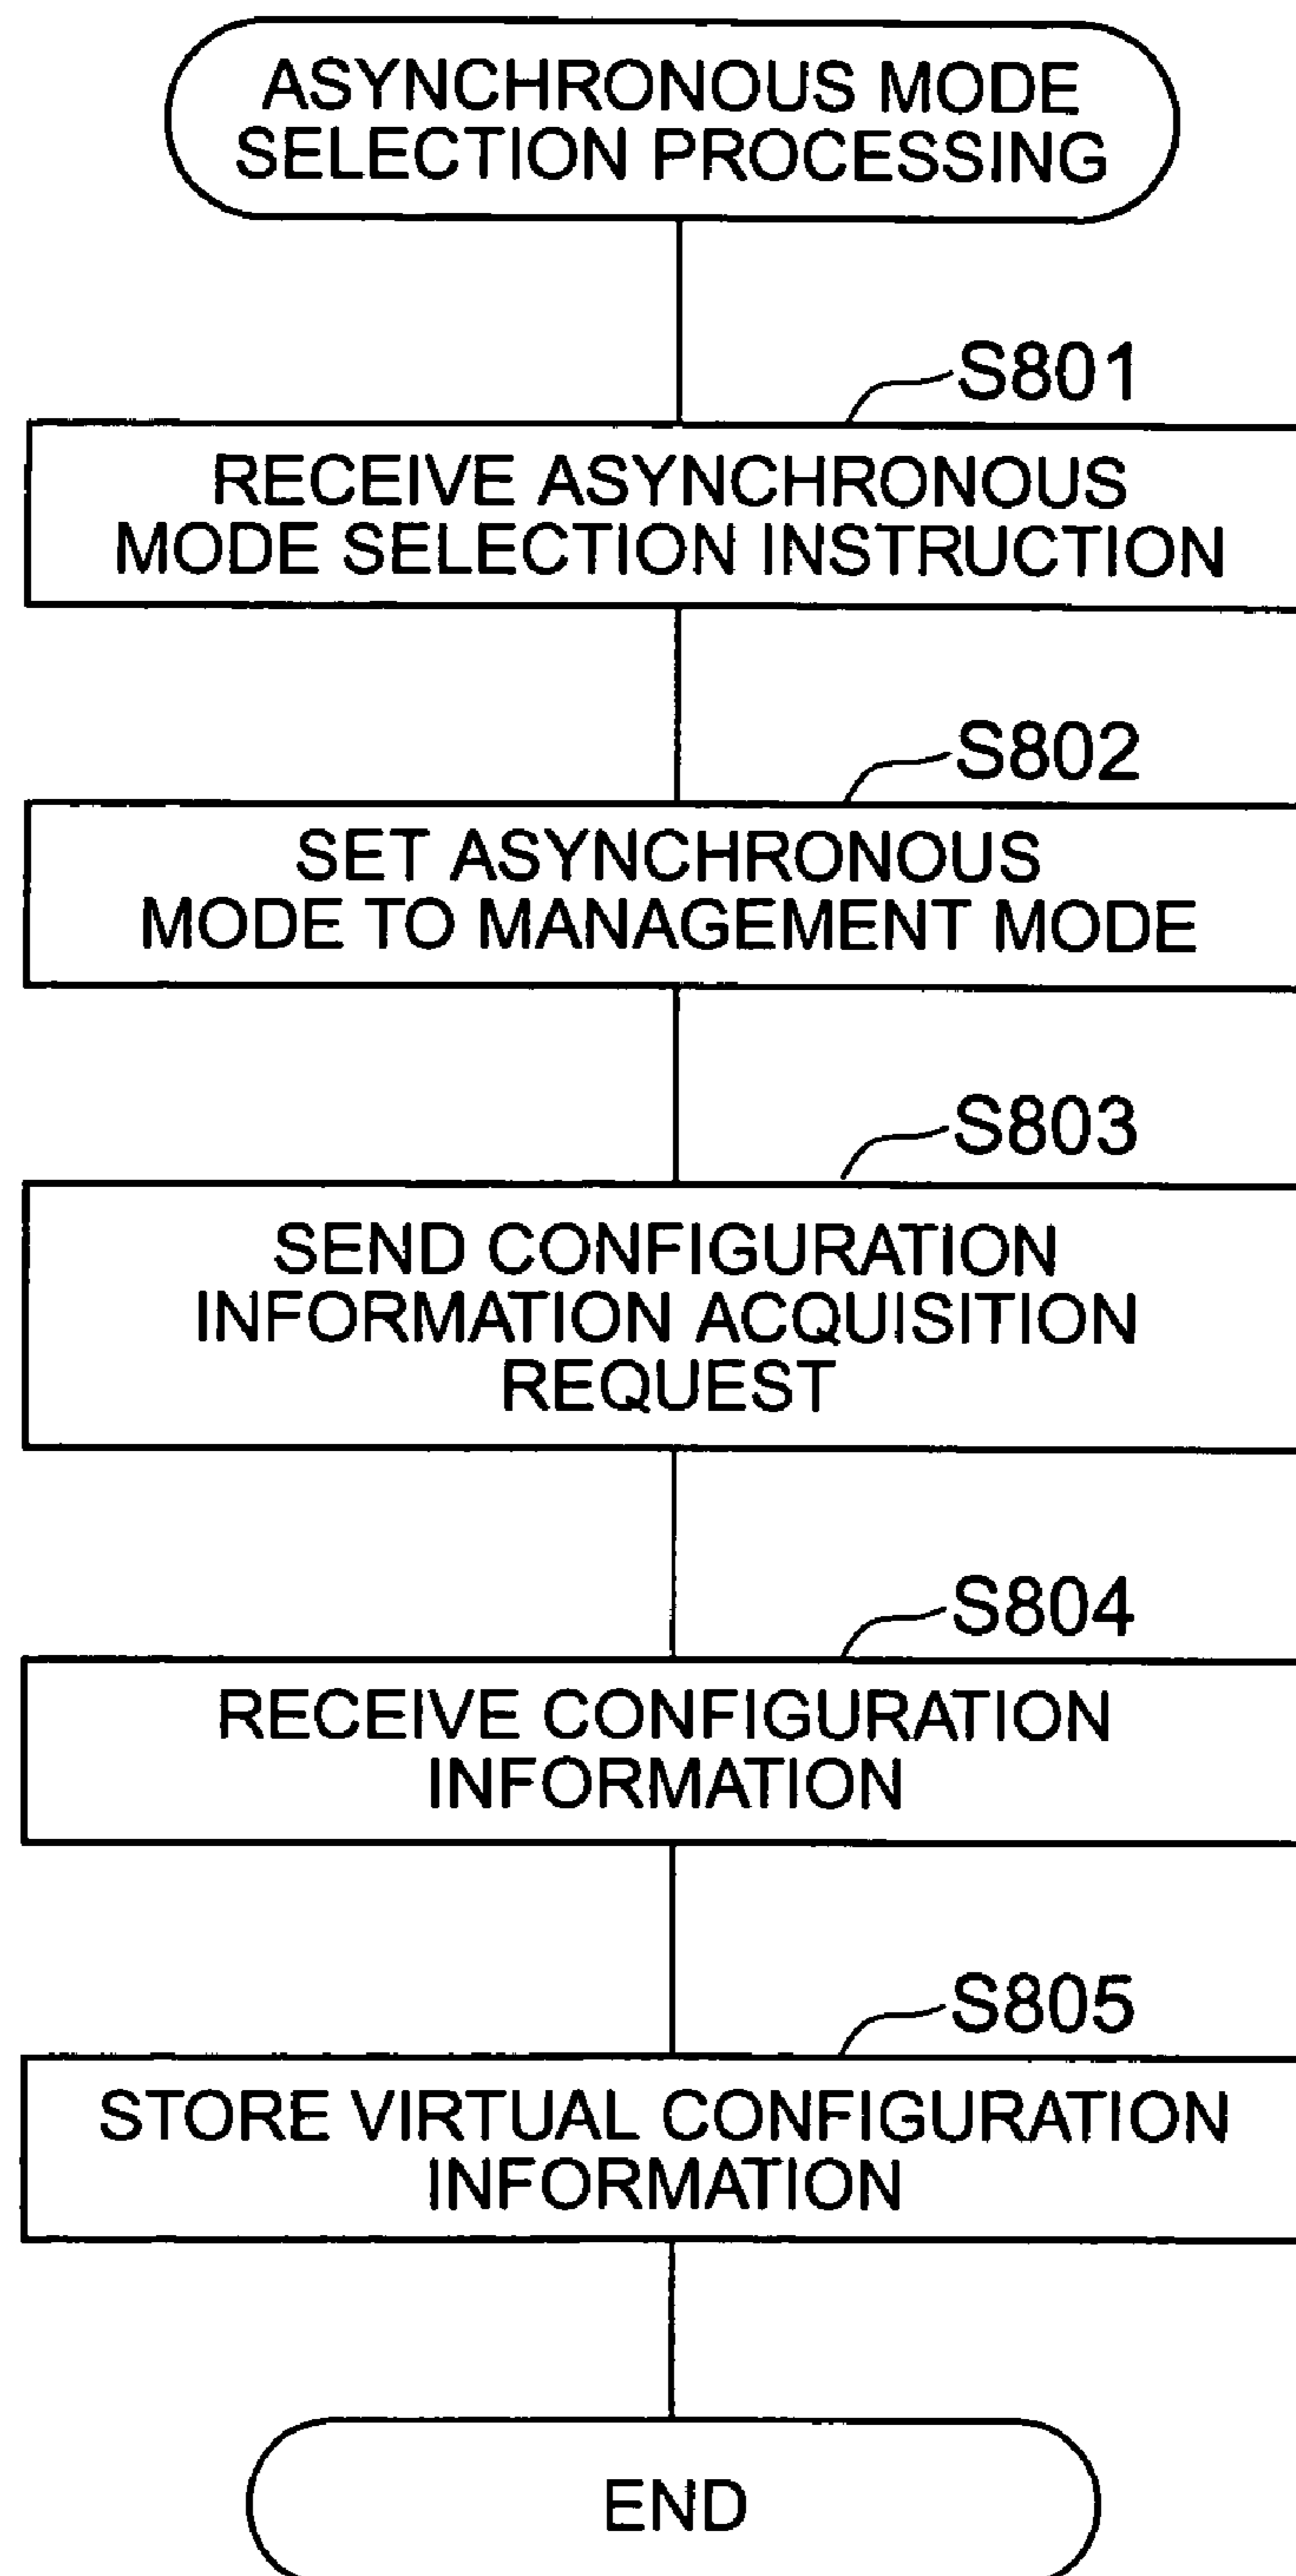 ASYNCHRONOUS MODE
SELECTION PROCESSING
S801
RECEIVE ASYNCHRONOUS
MODE SELECTION INSTRUCTION
S802
SET ASYNCHRONOUS
MODE TO MANAGEMENT MODE
S803
SEND CONFIGURATION
INFORMATION ACQUISITION
REQUEST
S804
RECEIVE CONFIGURATION
INFORMATION
S805
STORE VIRTUAL CONFIGURATION
INFORMATION
END